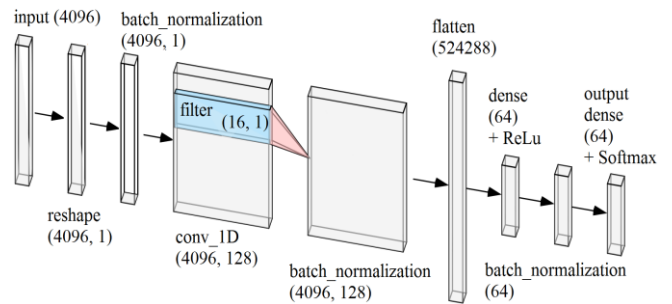 input (4096)
reshape
(4096, 1)
batch_normalization
(4096, 1)
filter
(16, 1)
conv_1D
(4096, 128)
batch_normalization
(4096, 128)
flatten
(524288)
dense
(64)
+ ReLu
batch_normalization
(64)
output
dense
(64)
+ Softmax